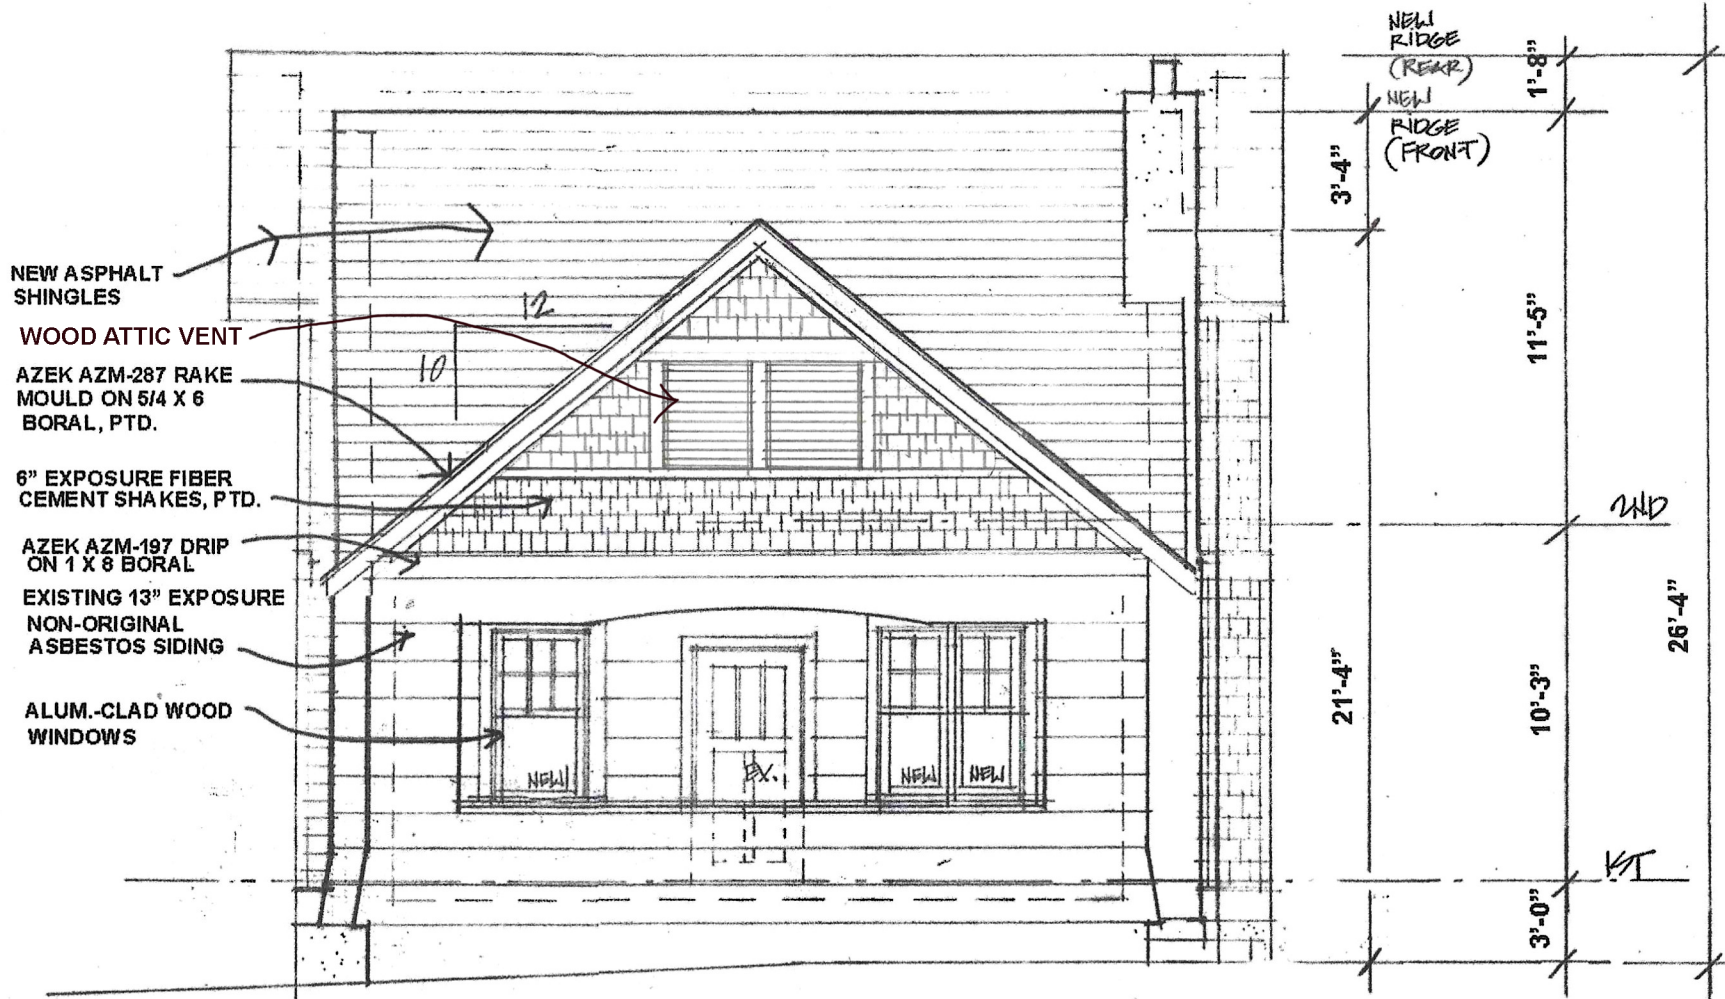 NEW
RIDGE
(REAR)
1'-8"
NEW
RIDGE
(FRONT)
3'-4"
NEW ASPHALT
SHINGLES
12
WOOD ATTIC VENT
11'-5"
10
AZEK AZM-287 RAKE
MOULD ON 5/4 X 6
BORAL, PTD.
6" EXPOSURE FIBER
CEMENT SHAKES, PTD.
2ND
AZEK AZM-197 DRIP
ON 1 X 8 BORAL
EXISTING 13" EXPOSURE
NON-ORIGINAL
ASBESTOS SIDING
26'-4"
21'-4"
10'-3"
ALUM.-CLAD WOOD
WINDOWS
NEW
EX.
NEW
NEW
1ST
3'-0"